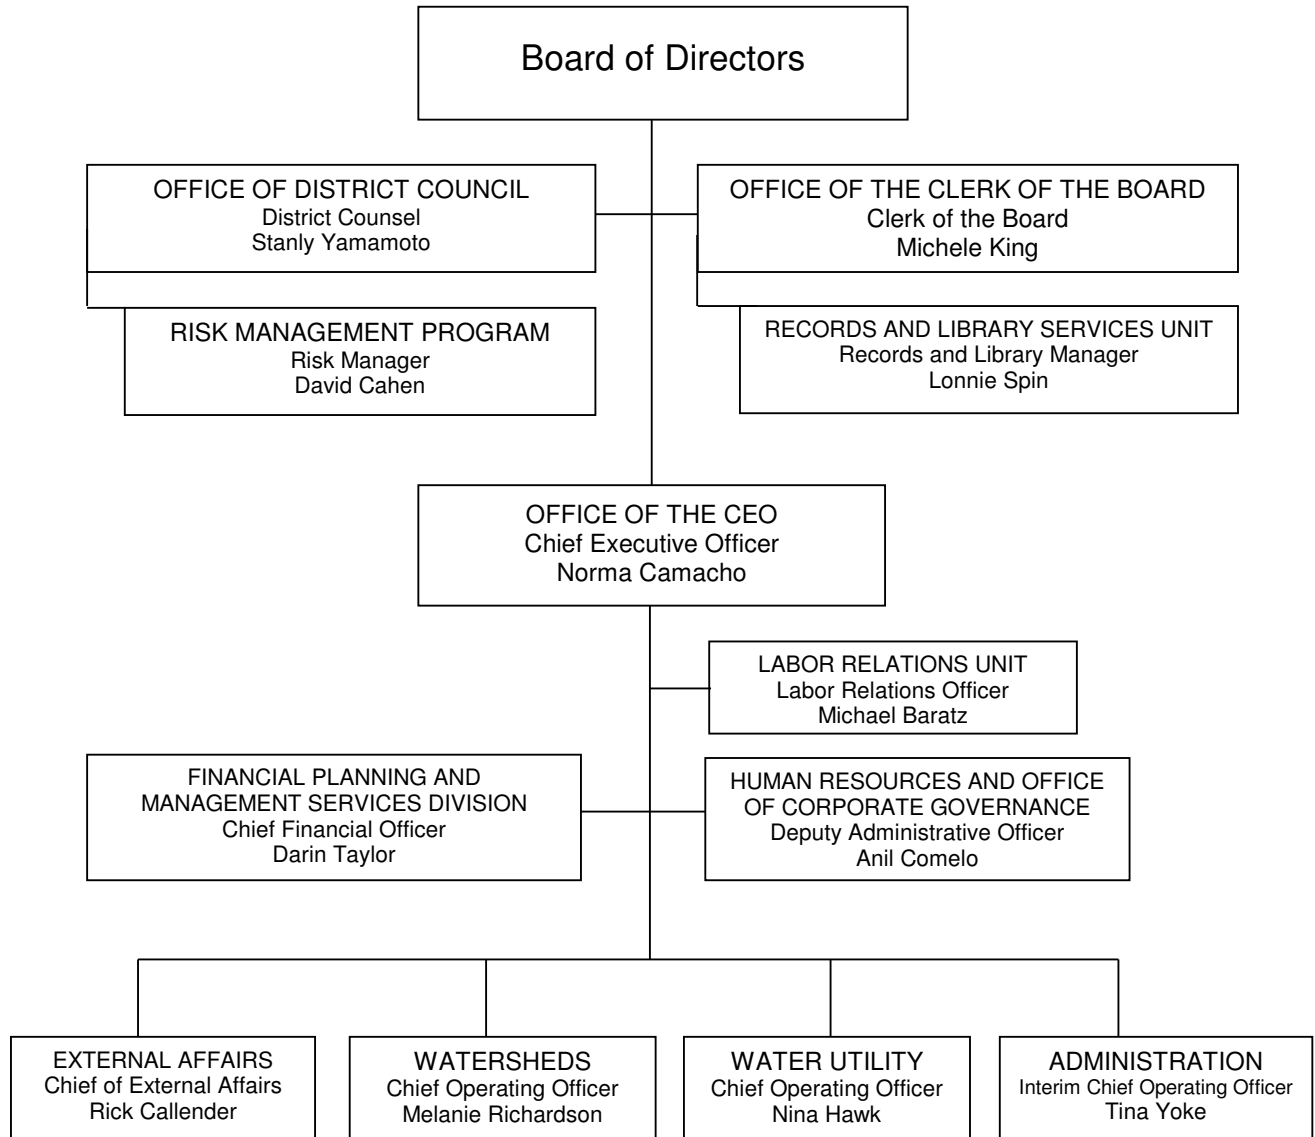 Board of Directors
OFFICE OF DISTRICT COUNCIL
District Counsel
Stanly Yamamoto
OFFICE OF THE CLERK OF THE BOARD
Clerk of the Board
Michele King
RISK MANAGEMENT PROGRAM
Risk Manager
David Cahen
RECORDS AND LIBRARY SERVICES UNIT
Records and Library Manager
Lonnie Spin
OFFICE OF THE CEO
Chief Executive Officer
Norma Camacho
LABOR RELATIONS UNIT
Labor Relations Officer
Michael Baratz
FINANCIAL PLANNING AND
MANAGEMENT SERVICES DIVISION
Chief Financial Officer
Darin Taylor
HUMAN RESOURCES AND OFFICE
OF CORPORATE GOVERNANCE
Deputy Administrative Officer
Anil Comelo
EXTERNAL AFFAIRS
Chief of External Affairs
Rick Callender
WATERSHEDS
Chief Operating Officer
Melanie Richardson
WATER UTILITY
Chief Operating Officer
Nina Hawk
ADMINISTRATION
Interim Chief Operating Officer
Tina Yoke